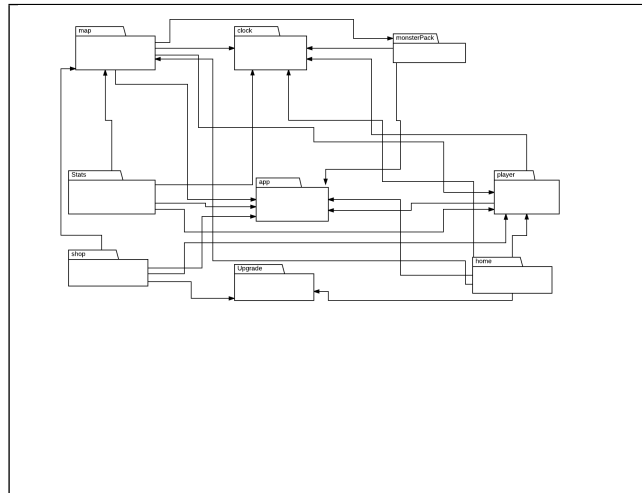 map
clock
monsterPack
Stats
app
player
shop
Upgrade
home